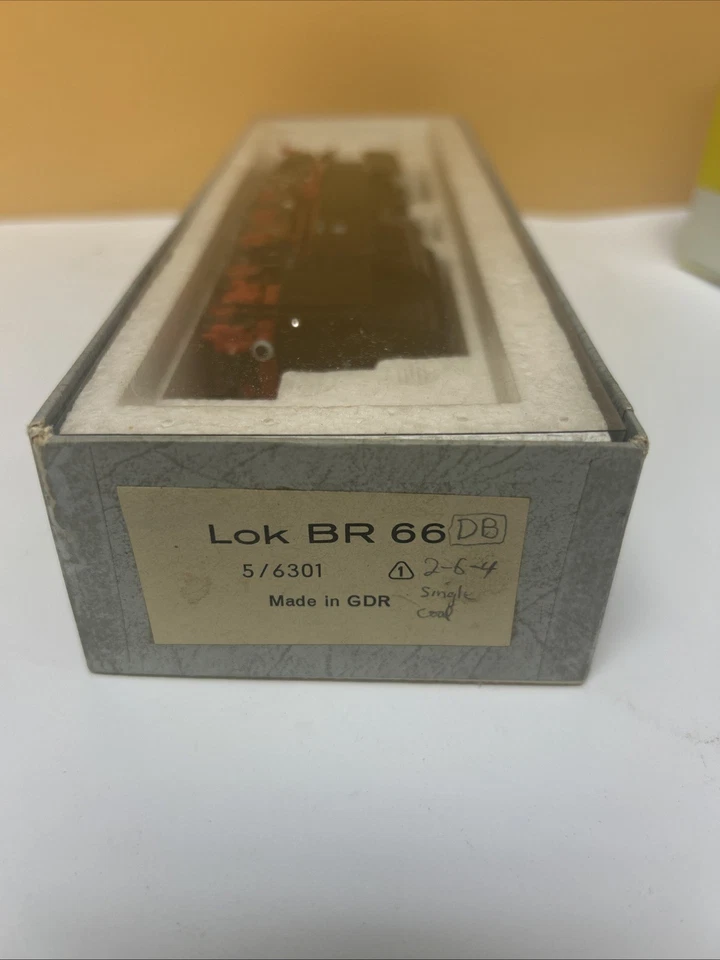 Lok BR 66 DB
5/6301 1 2-6-4
Single
Made in GDR
Coal